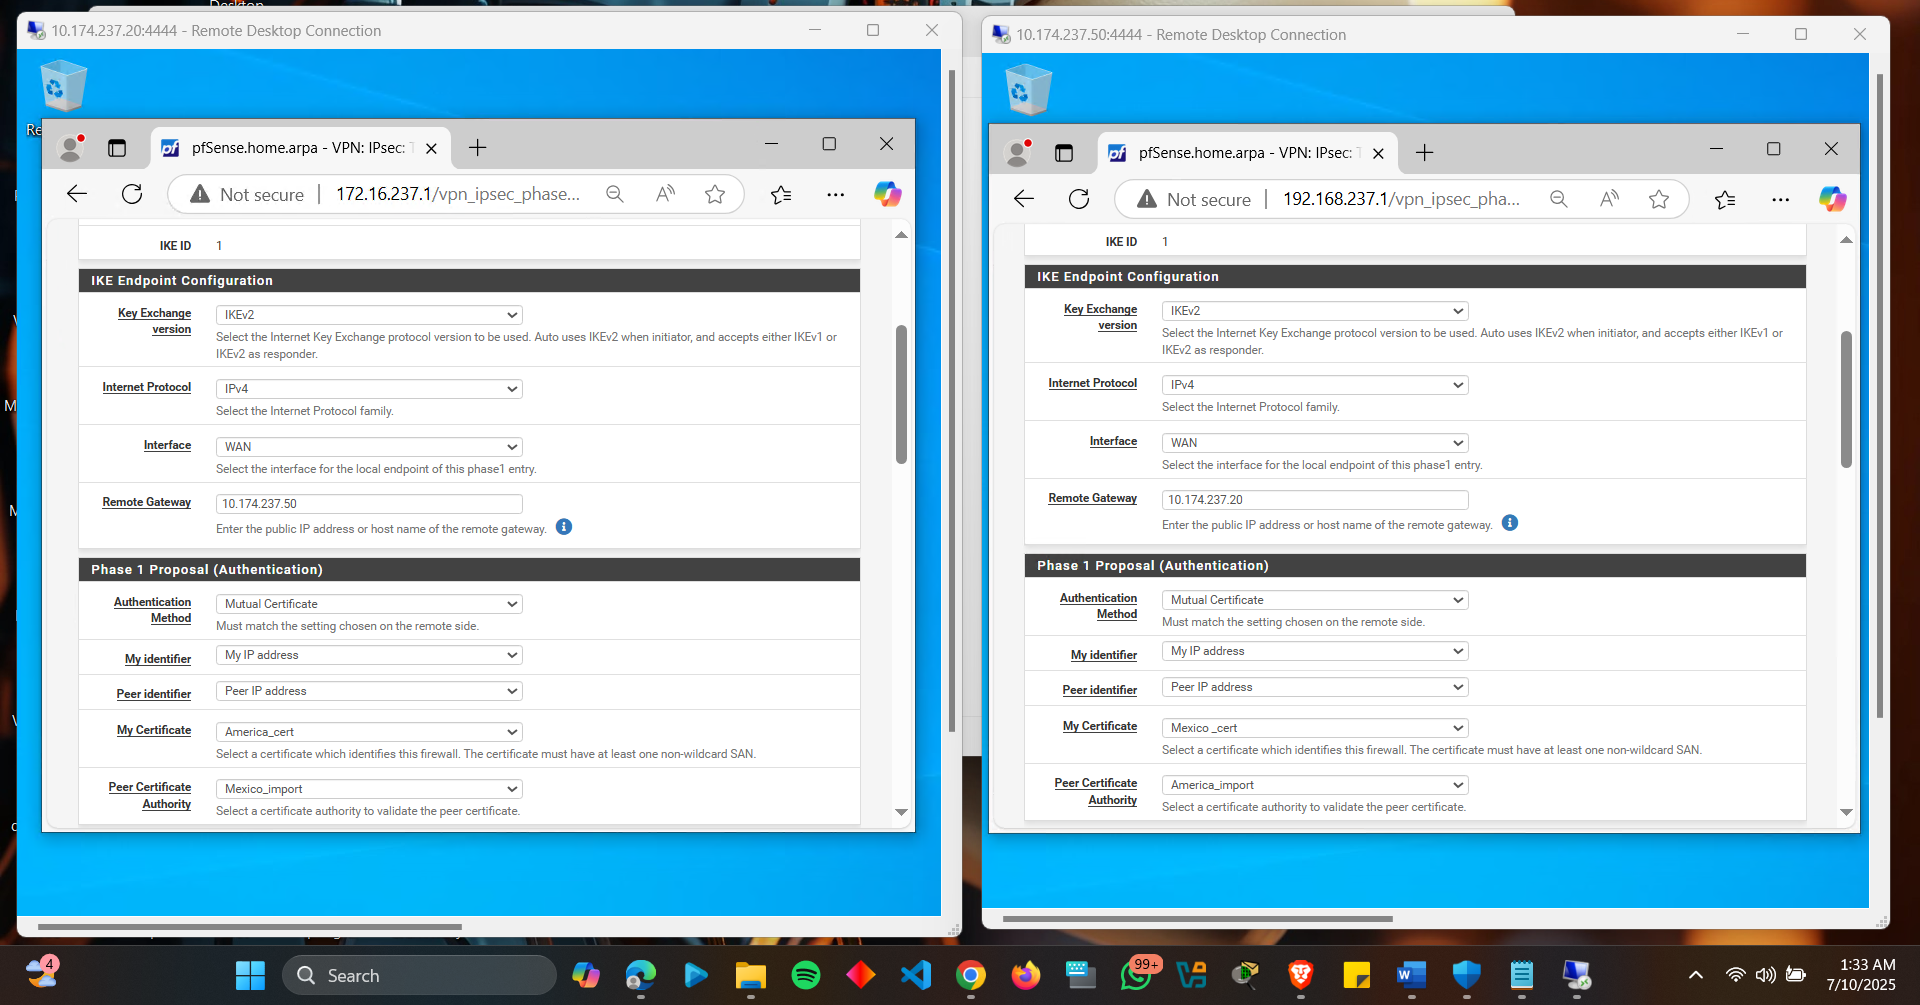 Desktop
10.174.237.20:4444 - Remote Desktop Connection
pfSense.home.arpa - VPN: IPsec:
Not secure
172.16.237.1/vpn_ipsec_phase...
IKE ID 1
IKE Endpoint Configuration
Key Exchange version
IKEv2
Select the Internet Key Exchange protocol version to be used. Auto uses IKEv2 when initiator, and accepts either IKEv1 or
IKEv2 as responder.
Internet Protocol
IPv4
Select the Internet Protocol family.
Interface
WAN
Select the interface for the local endpoint of this phase1 entry.
Remote Gateway
10.174.237.50
Enter the public IP address or host name of the remote gateway.
Phase 1 Proposal (Authentication)
Authentication
Method
Mutual Certificate
Must match the setting chosen on the remote side.
My identifier
My IP address
Peer identifier
Peer IP address
My Certificate
America_cert
Select a certificate which identifies this firewall. The certificate must have at least one non-wildcard SAN.
Peer Certificate
Authority
Mexico_import
Select a certificate authority to validate the peer certificate.
10.174.237.50:4444 - Remote Desktop Connection
pfSense.home.arpa - VPN: IPsec:
Not secure
192.168.237.1/vpn_ipsec_pha...
IKE ID 1
IKE Endpoint Configuration
Key Exchange
version
IKEv2
Select the Internet Key Exchange protocol version to be used. Auto uses IKEv2 when initiator, and accepts either IKEv1 or
IKEv2 as responder.
Internet Protocol
IPv4
Select the Internet Protocol family.
Interface
WAN
Select the interface for the local endpoint of this phase1 entry.
Remote Gateway
10.174.237.20
Enter the public IP address or host name of the remote gateway.
Phase 1 Proposal (Authentication)
Authentication
Method
Mutual Certificate
Must match the setting chosen on the remote side.
My identifier
My IP address
Peer identifier
Peer IP address
My Certificate
Mexico _cert
Select a certificate which identifies this firewall. The certificate must have at least one non-wildcard SAN.
Peer Certificate
Authority
America_import
Select a certificate authority to validate the peer certificate.
4
Search
99+
1:33 AM
7/10/2025